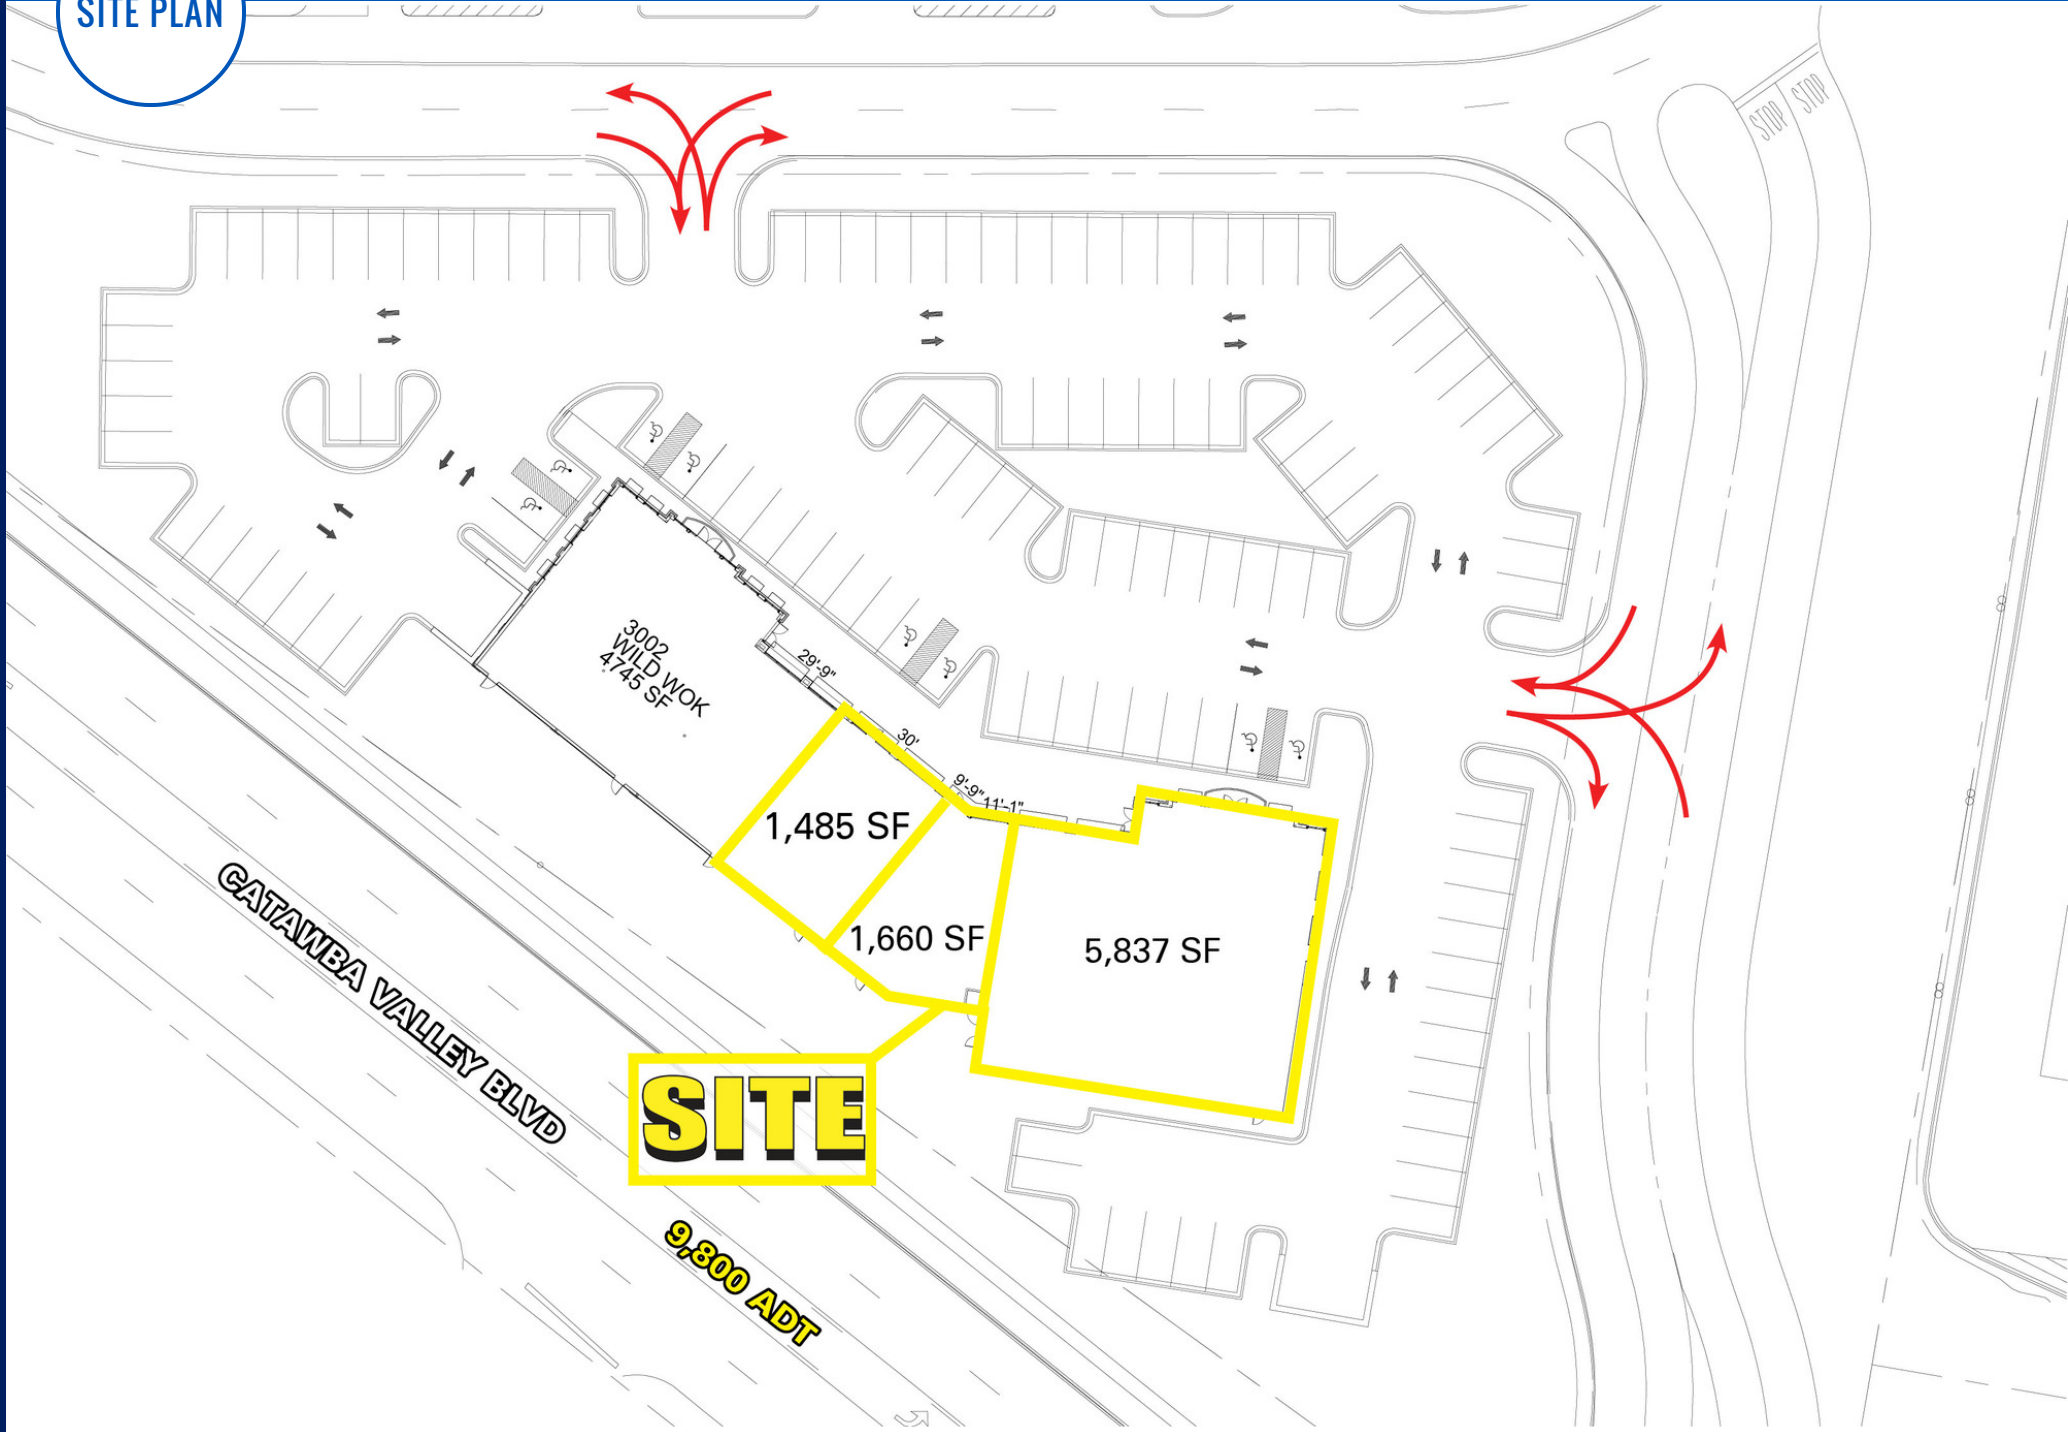 SITE PLAN
STOP
STOP
3002
WILD WOK
4745 SF
29'-9"
30'
9'-9"
11'-1"
1,485 SF
1,660 SF
5,837 SF
CATAWBA VALLEY BLVD
SITE
9,800 ADT